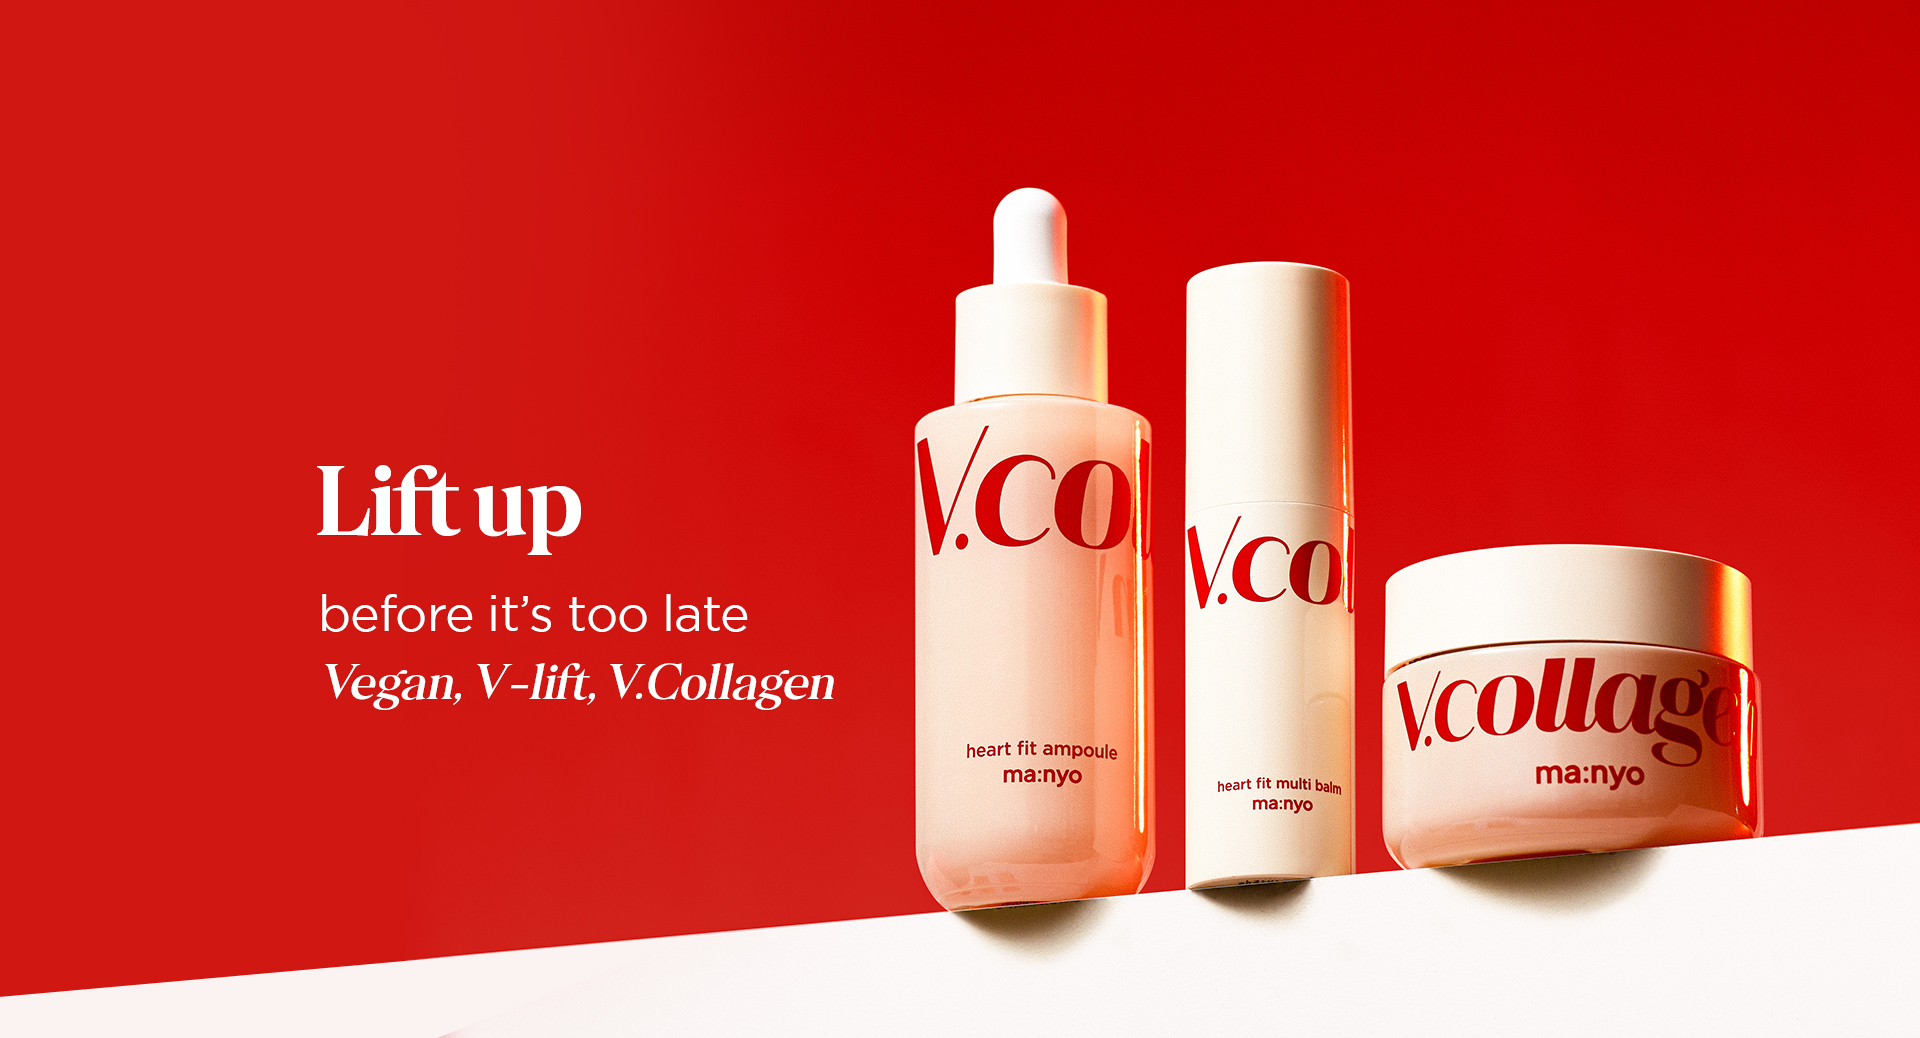 Lift up
before it's too late
Vegan, V-lift, V.Collagen
V.co
heart fit ampoule
ma:nyo
V.co
heart fit multi balm
ma:nyo
V.collagen
ma:nyo